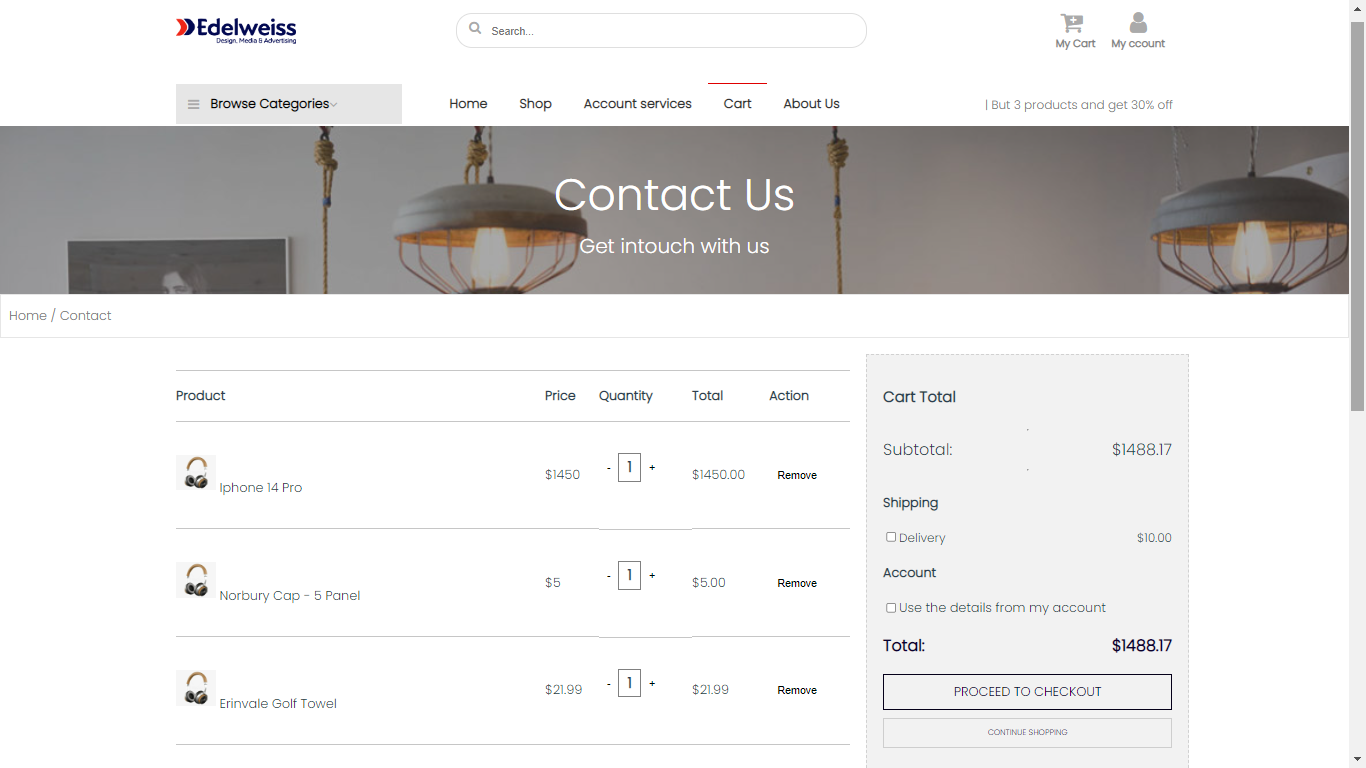 Edelweiss
Design, Media & Advertising
Search...
My Cart
My ccount
Browse Categories
Home
Shop
Account services
Cart
About Us
| But 3 products and get 30% off
Contact Us
Get intouch with us
Home / Contact
Product Price Quantity Total Action
Iphone 14 Pro $1450 - 1 + $1450.00 Remove
Norbury Cap - 5 Panel $5 - 1 + $5.00 Remove
Erinvale Golf Towel $21.99 - 1 + $21.99 Remove
Cart Total
Subtotal: $1488.17
Shipping
Delivery $10.00
Account
Use the details from my account
Total: $1488.17
PROCEED TO CHECKOUT
CONTINUE SHOPPING